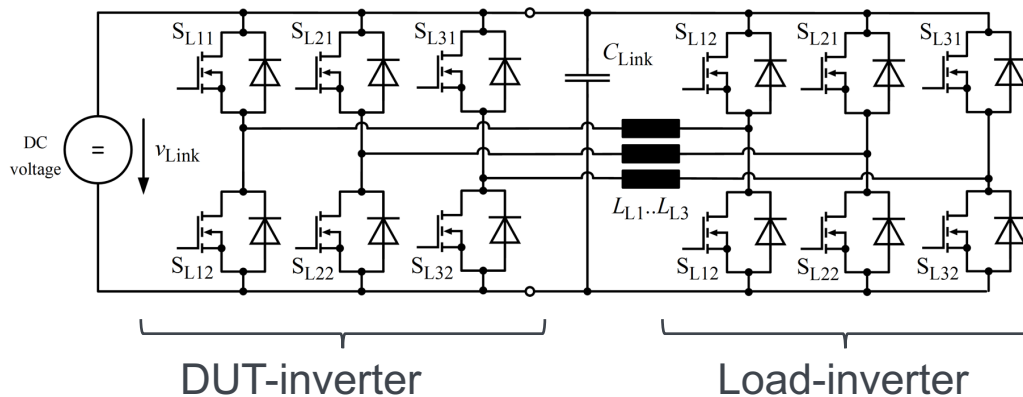 S_L11
S_L21
S_L31
C_Link
S_L12
S_L21
S_L31
DC
voltage
=
v_Link
L_L1..L_L3
S_L12
S_L22
S_L32
S_L12
S_L22
S_L32
DUT-inverter
Load-inverter